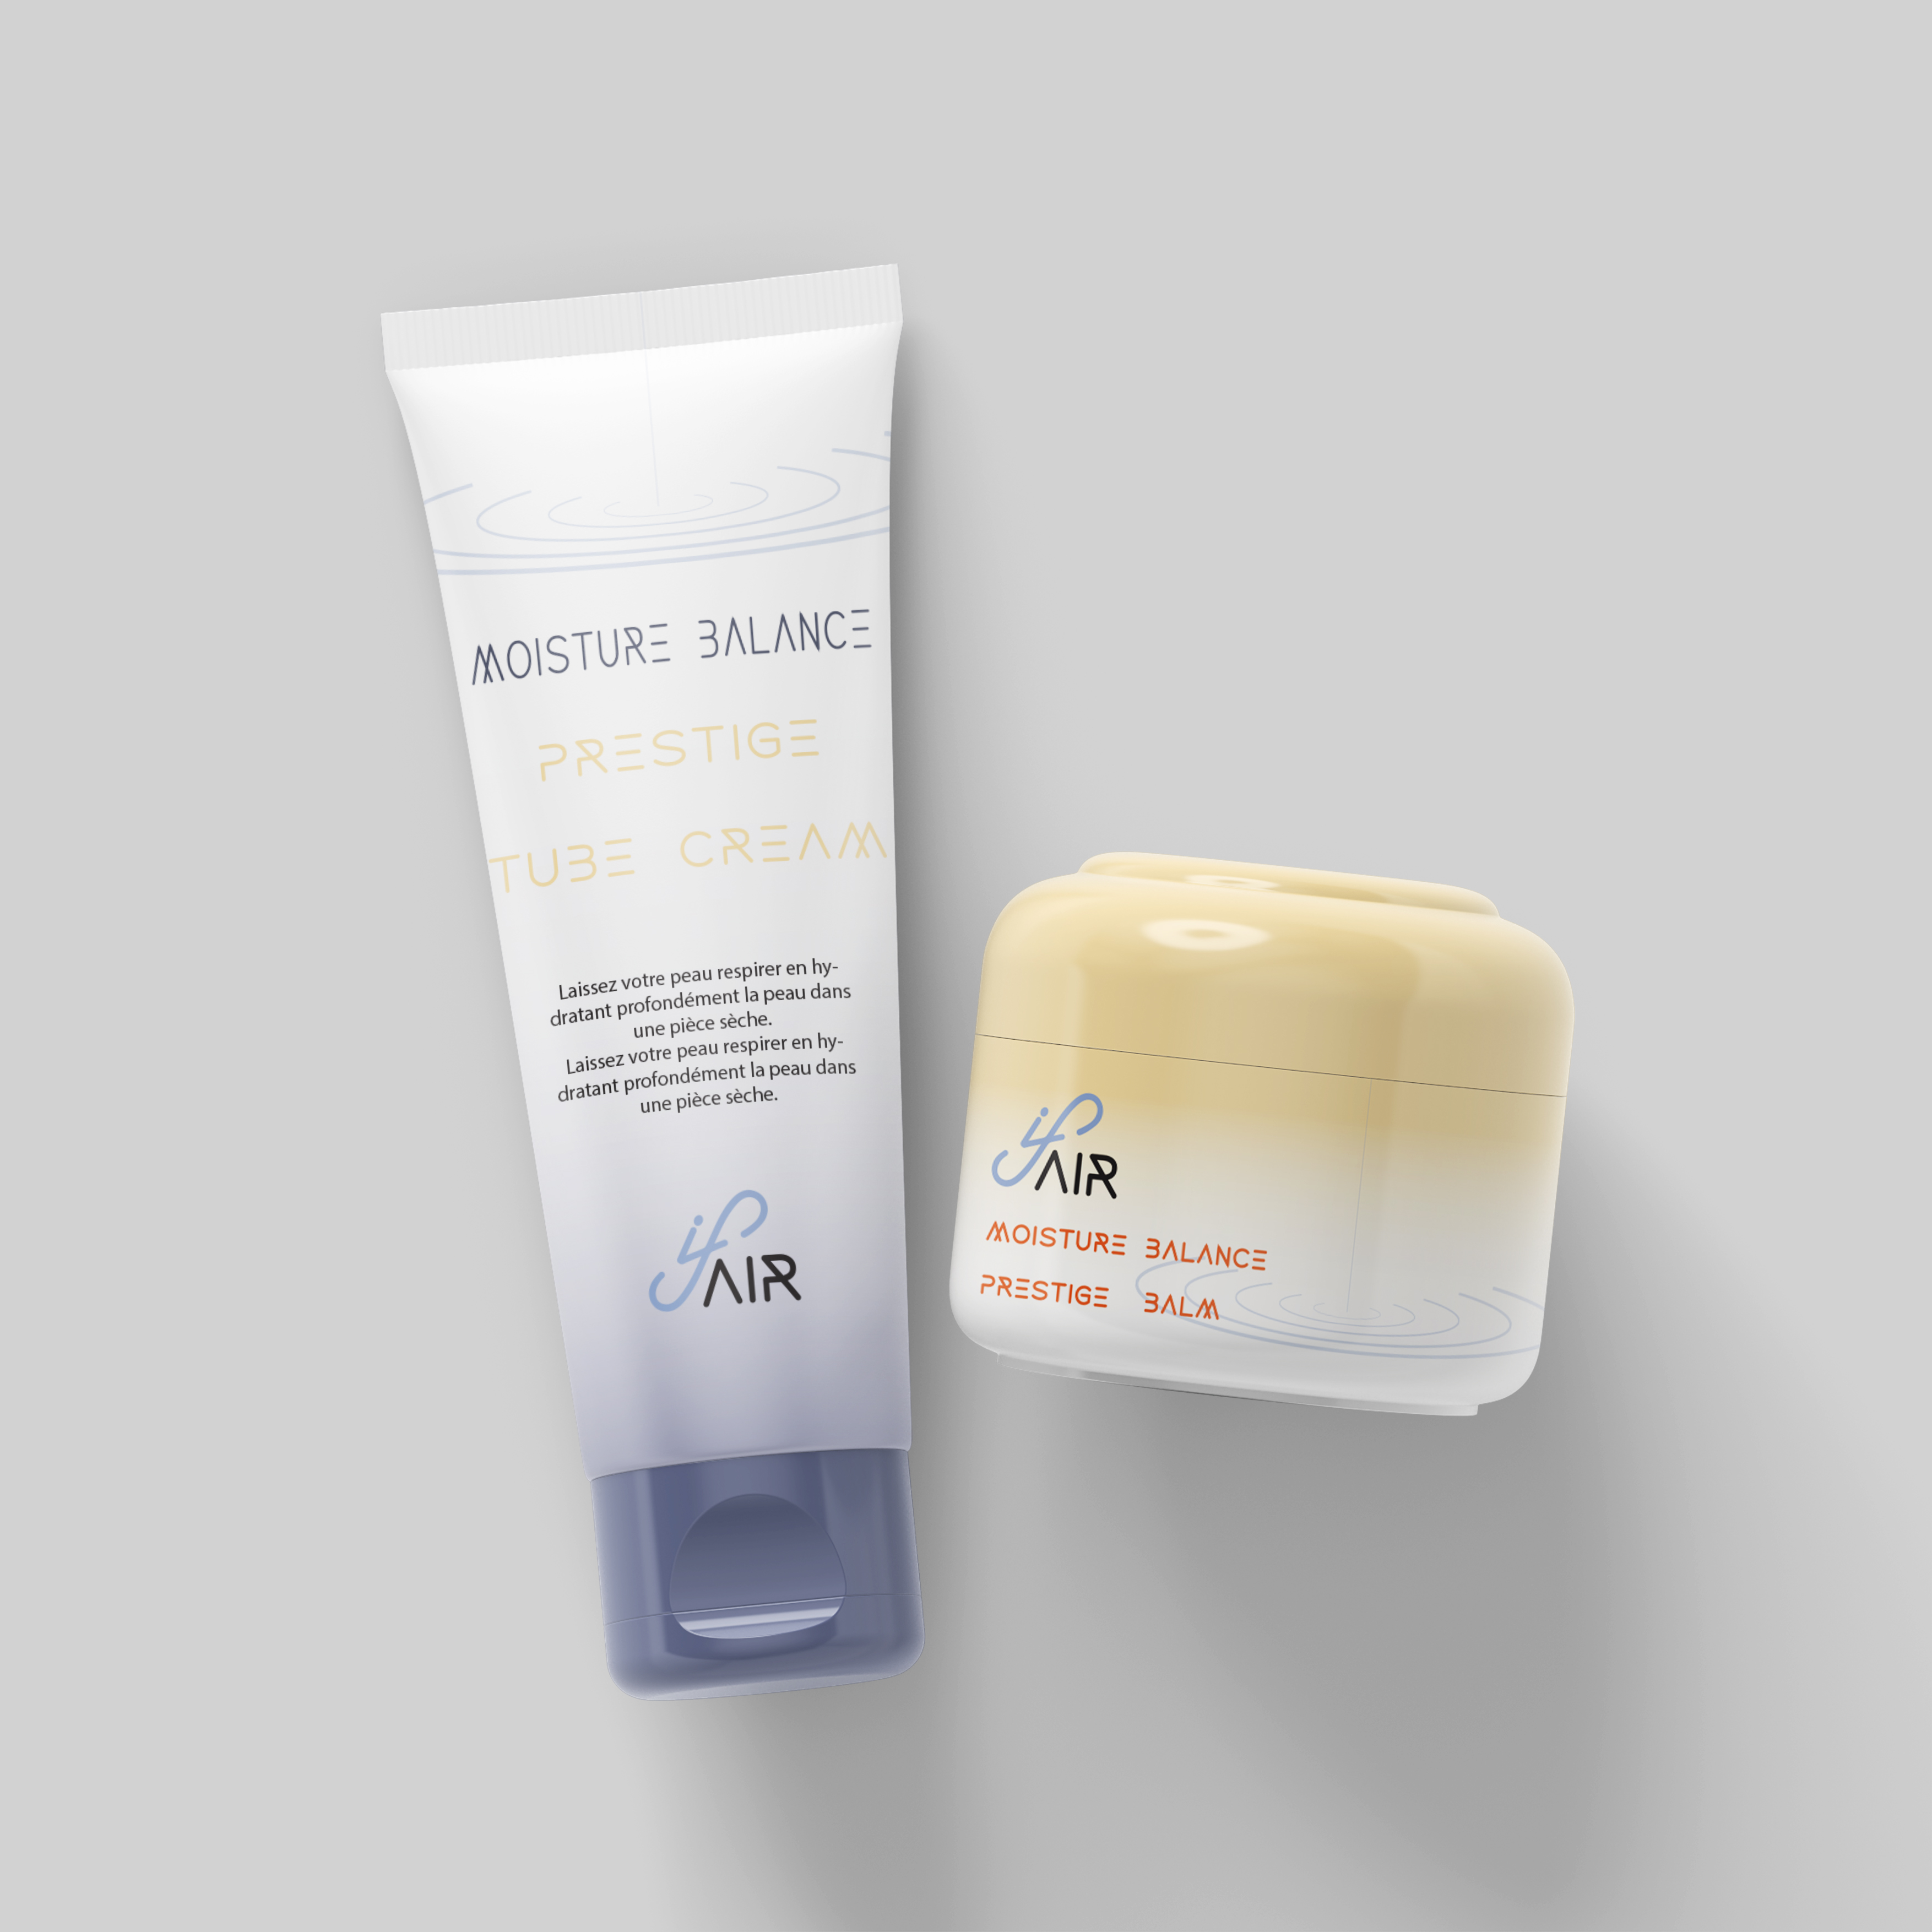 MOISTURE BALANCE
PRESTIGE
TUBE CREAM
Laissez votre peau respirer en hy-
dratant profondément la peau dans
une pièce sèche.
Laissez votre peau respirer en hy-
dratant profondément la peau dans
une pièce sèche.
if
AIR
if
AIR
MOISTURE BALANCE
PRESTIGE BALM